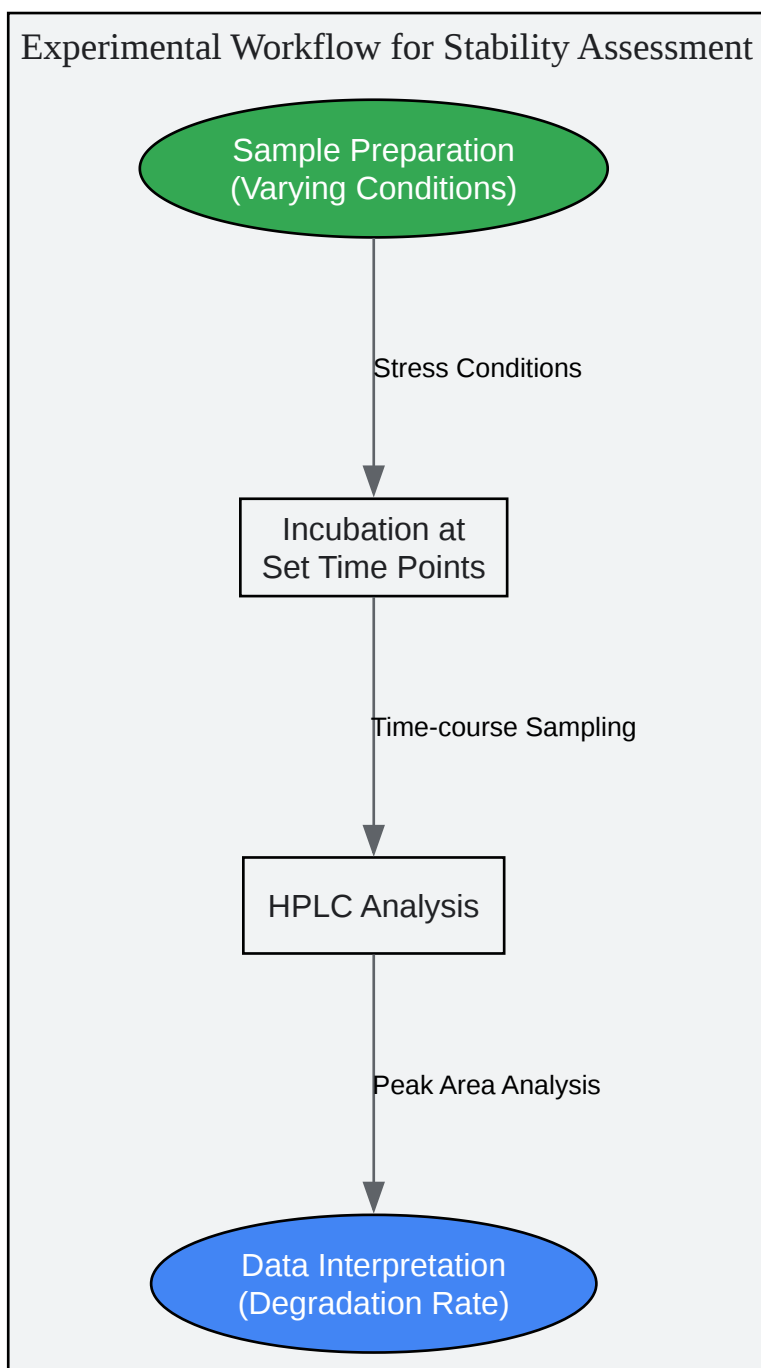 Experimental Workflow for Stability Assessment
Sample Preparation
(Varying Conditions)
Stress Conditions
Incubation at
Set Time Points
Time-course Sampling
HPLC Analysis
Peak Area Analysis
Data Interpretation
(Degradation Rate)